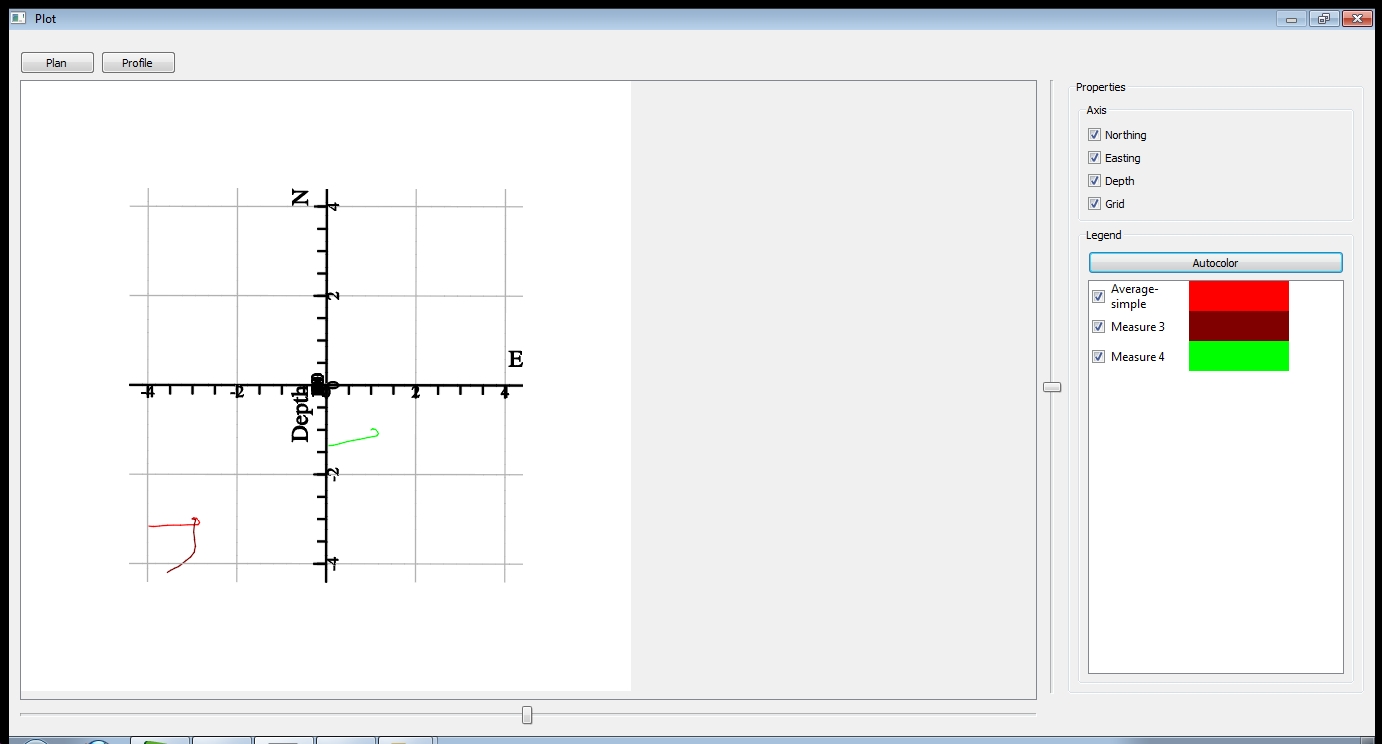 Plot
Plan Profile
Properties
Axis
Northing
Easting
Depth
Grid
Legend
Autocolor
Average-
simple
Measure 3
Measure 4
N
4
2
E
-4 -2 0 2 4
Depth
-2
-4